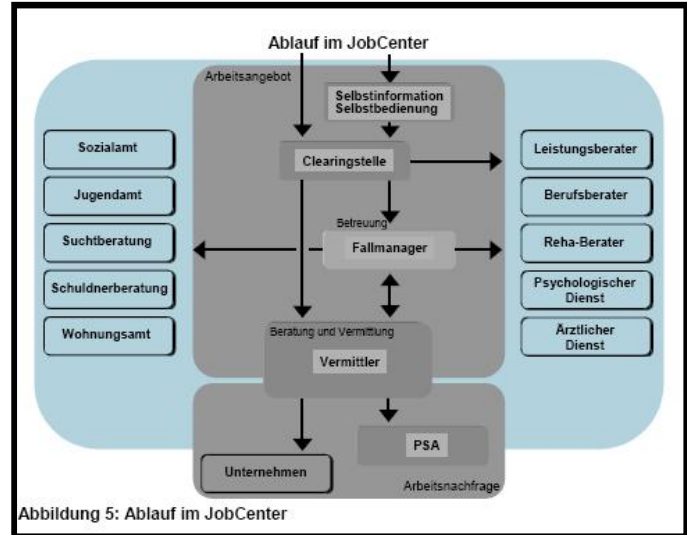 Ablauf im JobCenter
Arbeitsangebot
Selbstinformation
Selbstbedienung
Clearingstelle
Betreuung
Fallmanager
Beratung und Vermittlung
Vermittler
PSA
Unternehmen
Arbeitsnachfrage
Sozialamt
Jugendamt
Suchtberatung
Schuldnerberatung
Wohnungsamt
Leistungsberater
Berufsberater
Reha-Berater
Psychologischer
Dienst
Ärztlicher
Dienst
Abbildung 5: Ablauf im JobCenter